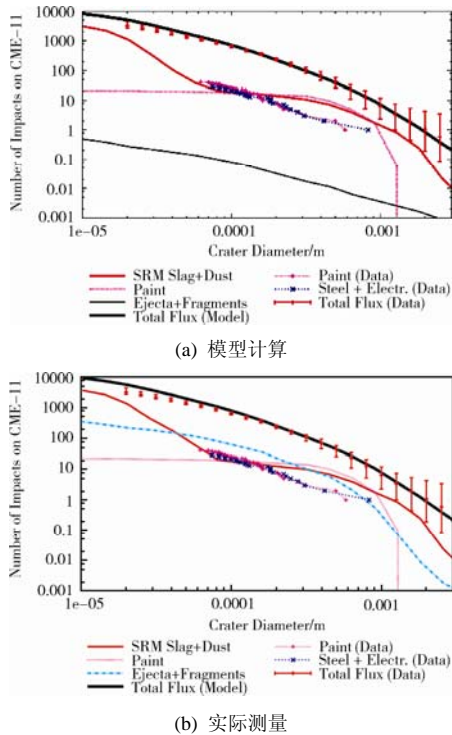 10000
1000
100
10
1
0.1
0.01
0.001
Number of Impacts on CME-11
1e-05 0.0001 0.001
Crater Diameter/m
SRM Slag+Dust Paint (Data)
Paint Steel + Electr. (Data)
Ejecta+Fragments Total Flux (Data)
Total Flux (Model)
(a) 模型计算
10000
1000
100
10
1
0.1
0.01
0.001
Number of Impacts on CME-11
1e-05 0.0001 0.001
Crater Diameter/m
SRM Slag+Dust Paint (Data)
Paint Steel + Electr. (Data)
Ejecta+Fragments Total Flux (Data)
Total Flux (Model)
(b) 实际测量